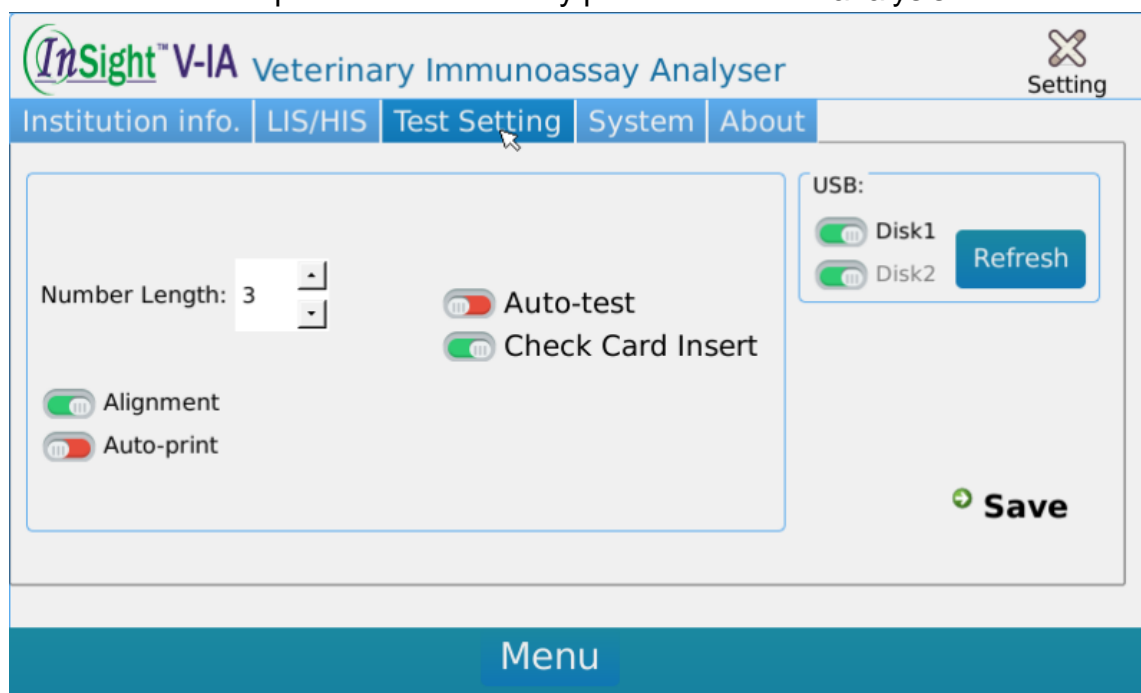 InSight™ V-IA Veterinary Immunoassay Analyser
Setting
Institution info. LIS/HIS Test Setting System About
USB:
Disk1
Disk2
Refresh
Number Length: 3
Auto-test
Check Card Insert
Alignment
Auto-print
Save
Menu